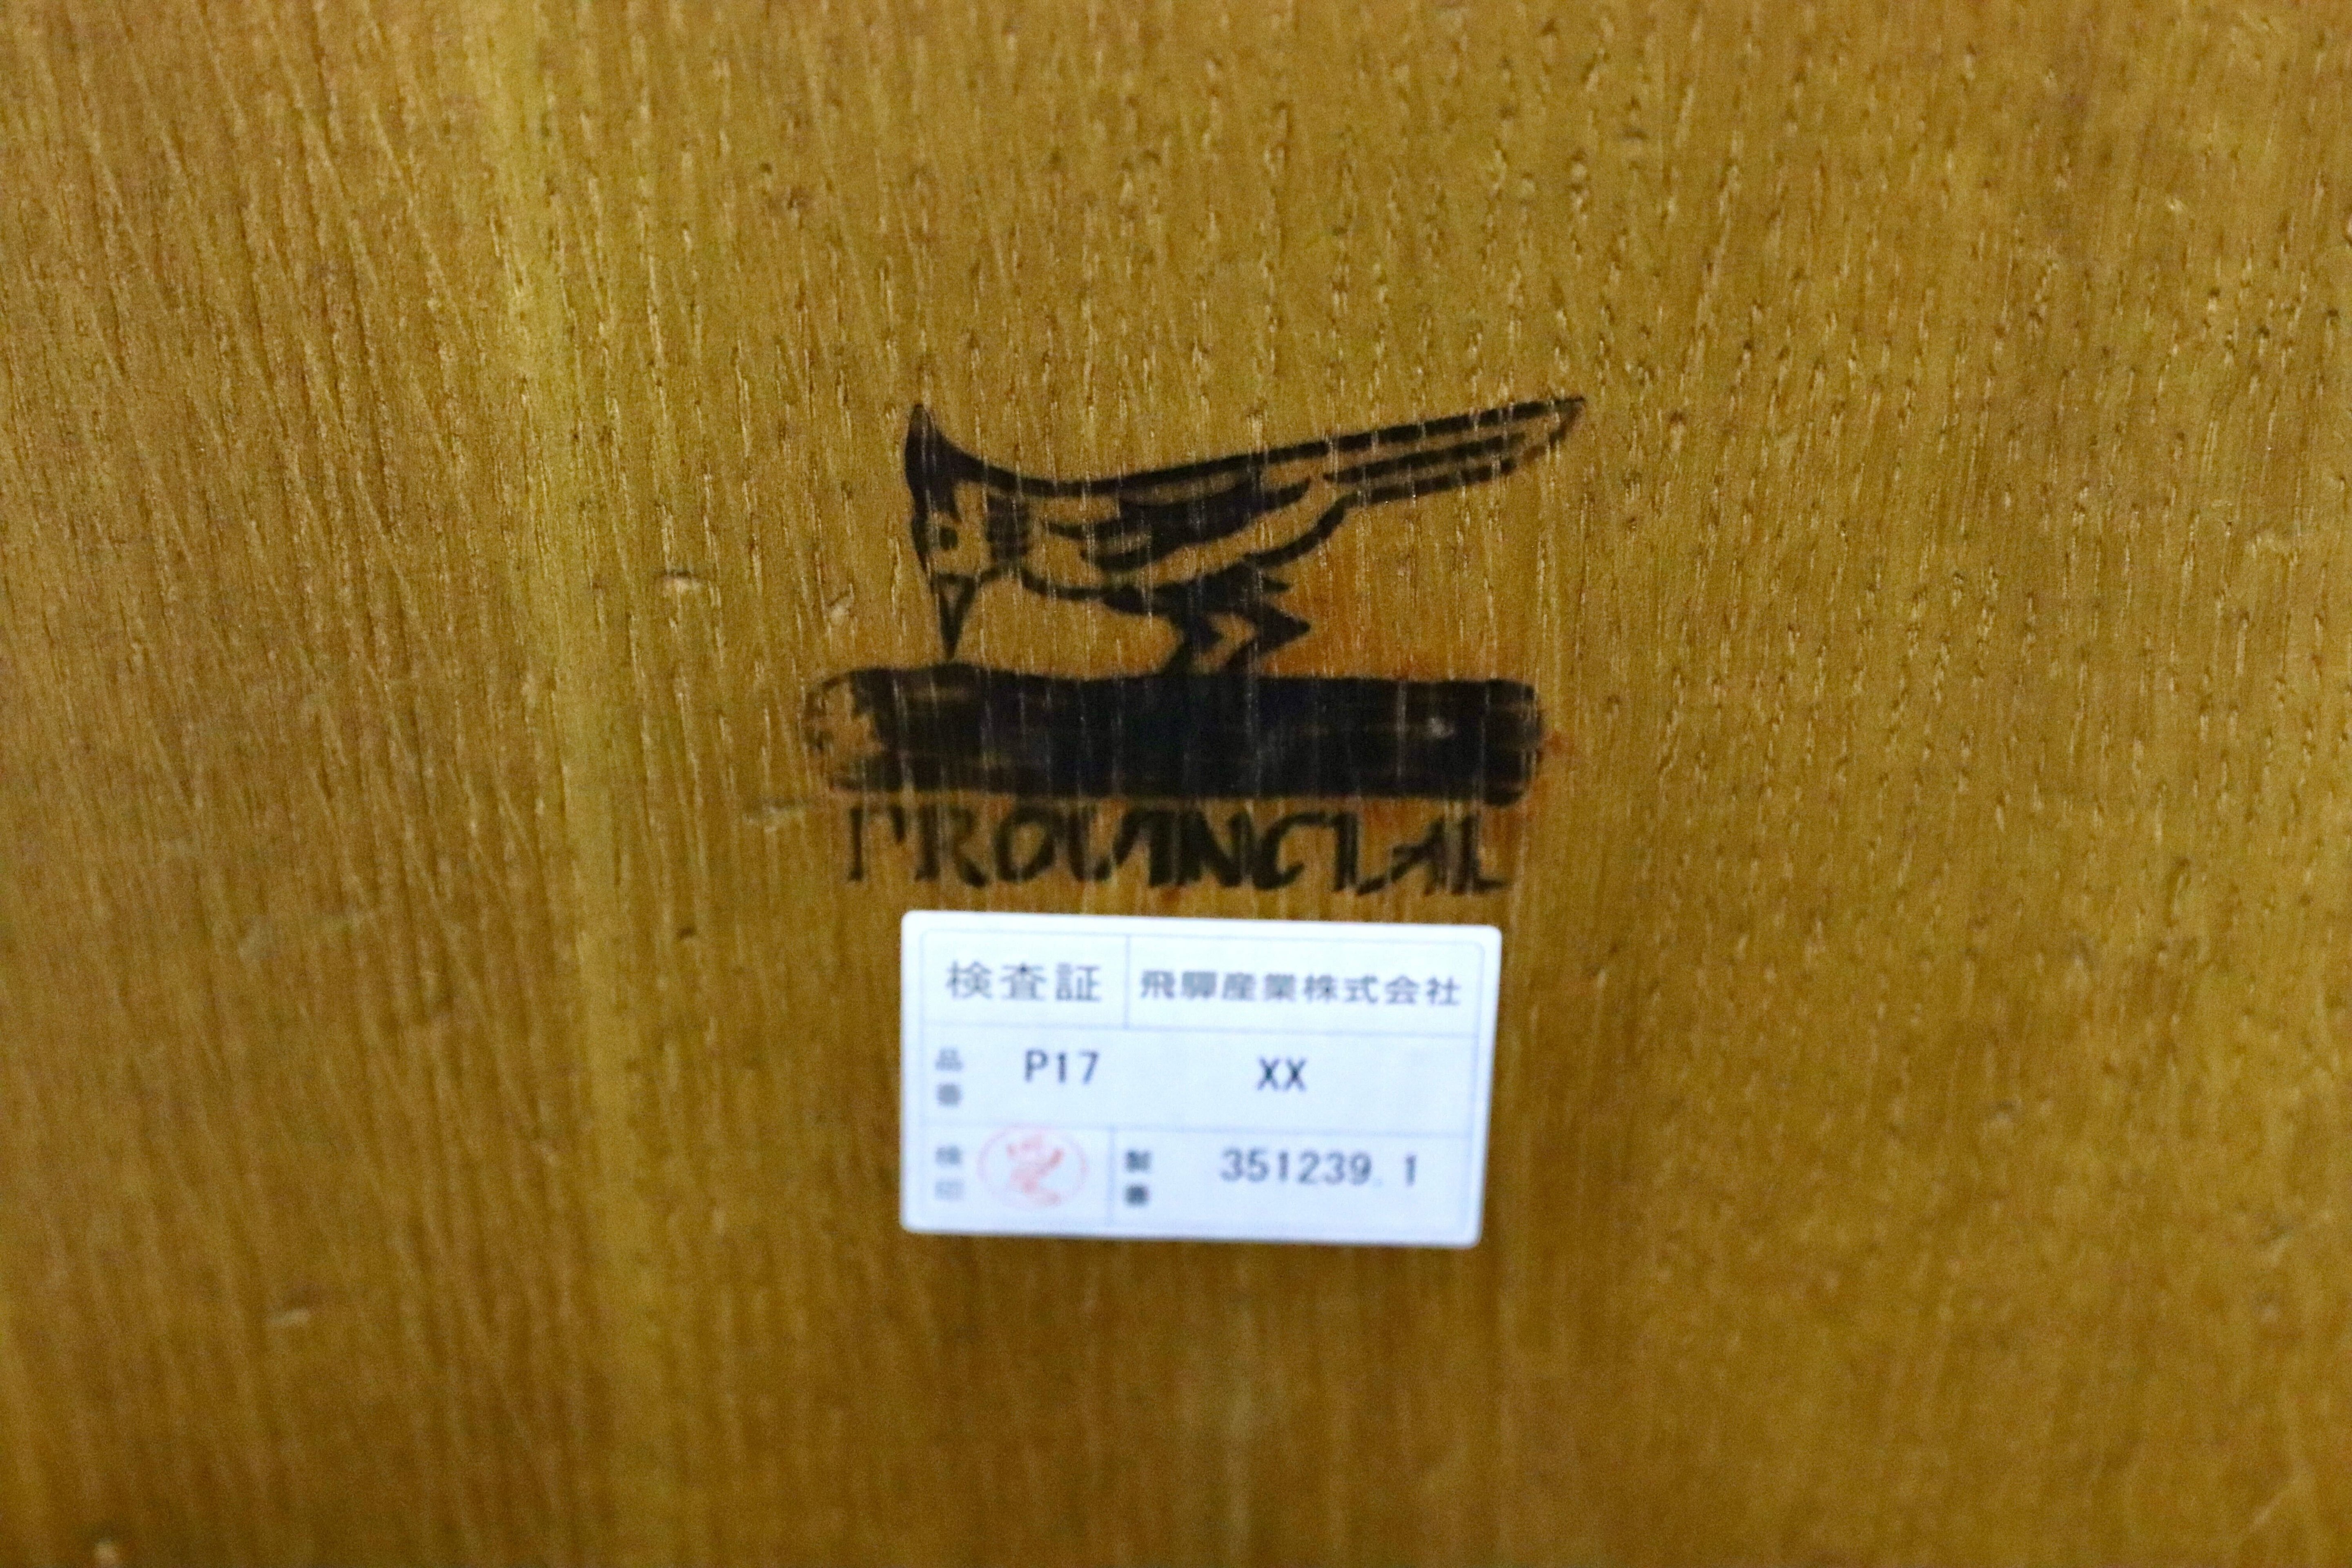 PROVINCIAL
検査証 飛騨産業株式会社
品番 P17 XX
検印 製番 351239.1